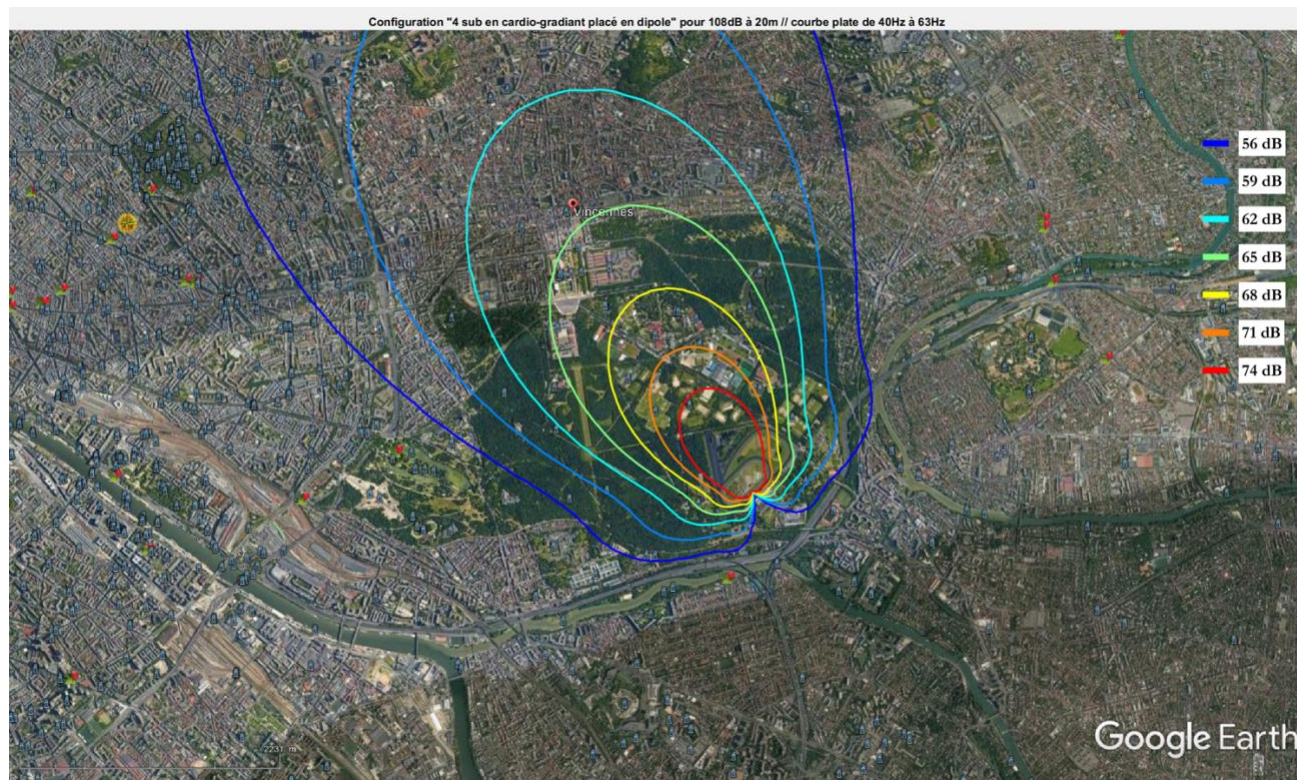 Configuration "4 sub en cardio-gradiant placé en dipole" pour 108dB à 20m // courbe plate de 40Hz à 63Hz
56 dB
59 dB
62 dB
Vincennes
65 dB
68 dB
71 dB
74 dB
2231 m
Google Earth